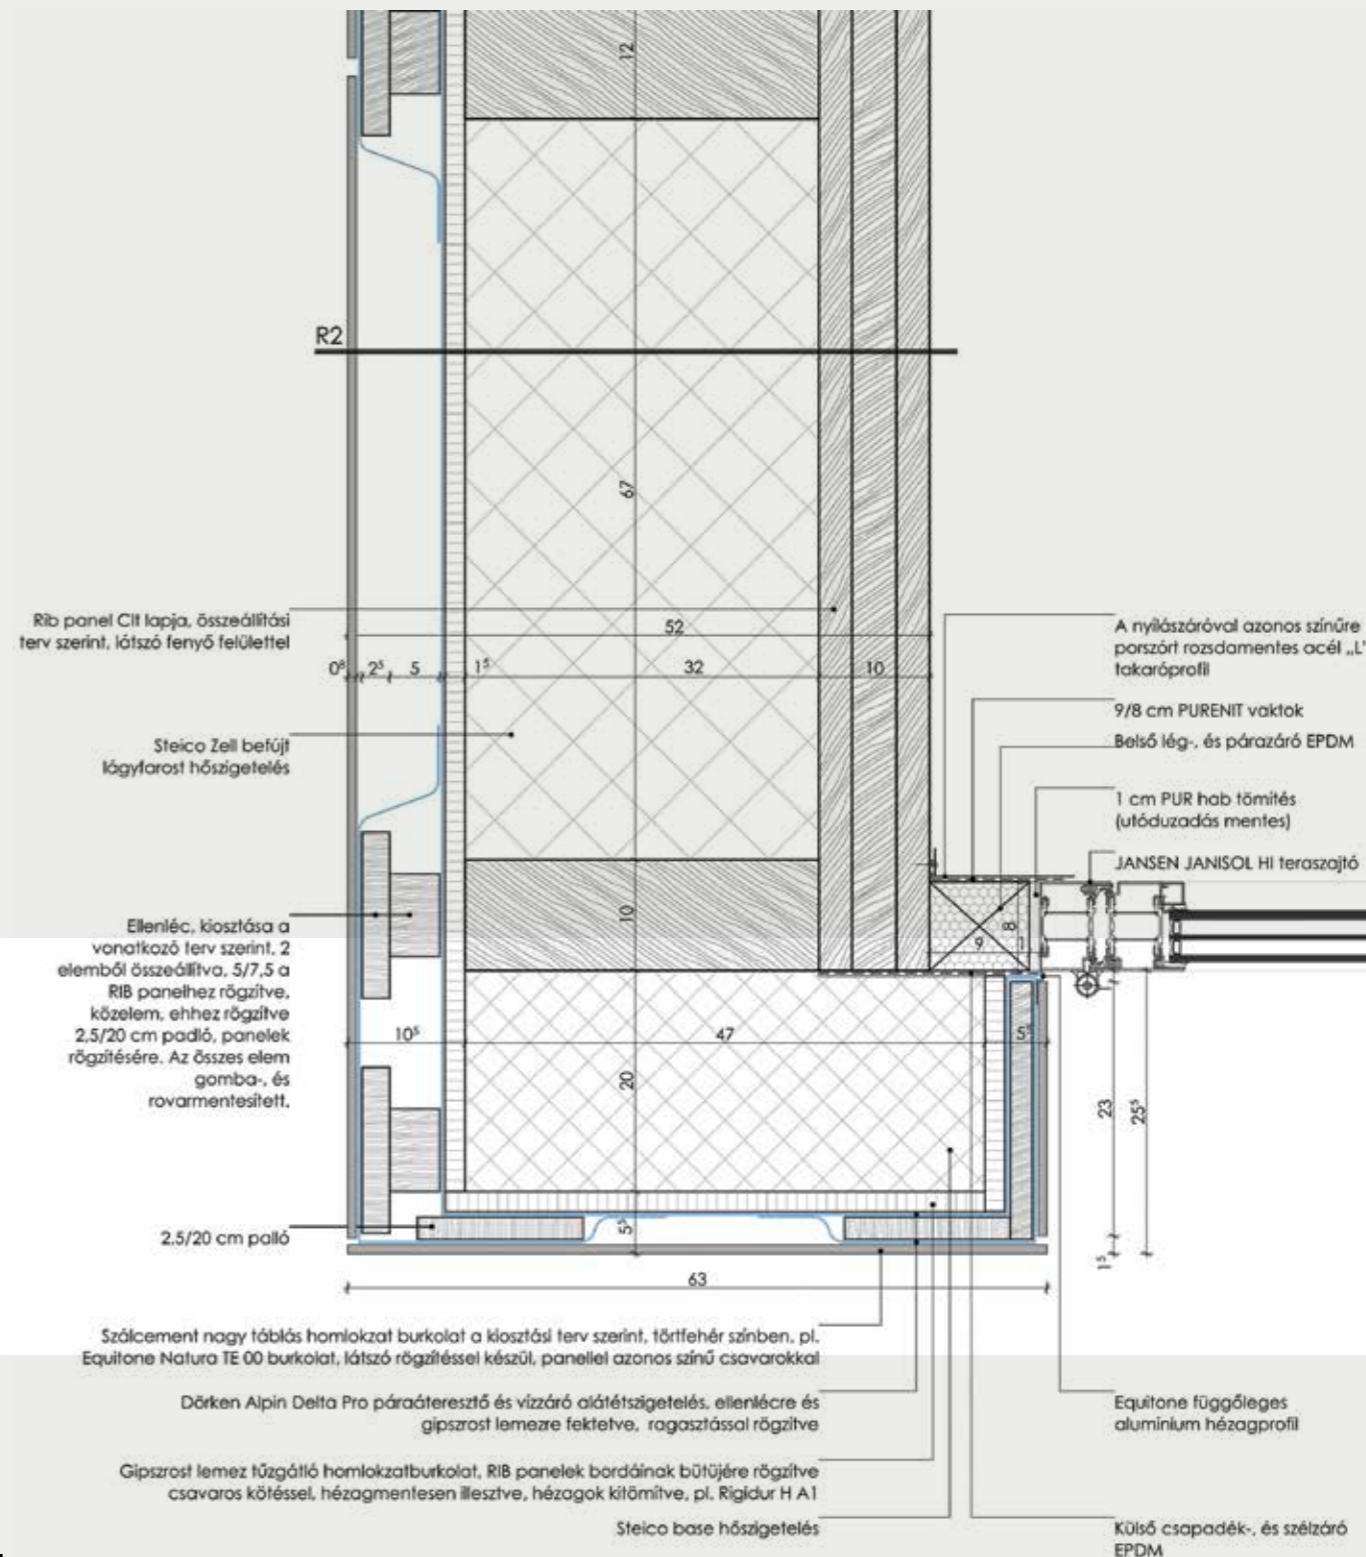 12
R2
67
Rib panel Clt lapja, összeállítási
terv szerint, látszó fenyő felülettel
52
0⁸ 2⁵ 5 1⁵ 32 10
A nyílászáróval azonos színűre
porszórt rozsdamentes acél „L"
takaróprofil
9/8 cm PURENIT vaktok
Belső lég-, és párazáró EPDM
Steico Zell befújt
lágyfarost hőszigetelés
1 cm PUR hab tömítés
(utóduzadás mentes)
JANSEN JANISOL HI teraszajtó
10
8
9 1
Ellenléc, kiosztása a
vonatkozó terv szerint, 2
elemből összeállítva, 5/7,5 a
RIB panelhez rögzítve,
közelem, ehhez rögzítve
2,5/20 cm padló, panelek
rögzítésére. Az összes elem
gomba-, és
rovarmentesített.
10⁵ 47 5⁵
20
23
25⁵
2,5/20 cm palló
5⁵
1⁵
63
Szálcement nagy táblás homlokzat burkolat a kiosztási terv szerint, törtfehér színben, pl.
Equitone Natura TE 00 burkolat, látszó rögzítéssel készül, panellel azonos színű csavarokkal
Dörken Alpin Delta Pro páraáteresztő és vízzáró alátétszigetelés, ellenlécre és
gipszrost lemezre fektetve, ragasztással rögzítve
Equitone függőleges
alumínium hézagprofil
Gipszrost lemez tűzgátló homlokzatburkolat, RIB panelek bordáinak bütüjére rögzítve
csavaros kötéssel, hézagmentesen illesztve, hézagok kitömítve, pl. Rigidur H A1
Steico base hőszigetelés
Külső csapadék-, és szélzáró
EPDM